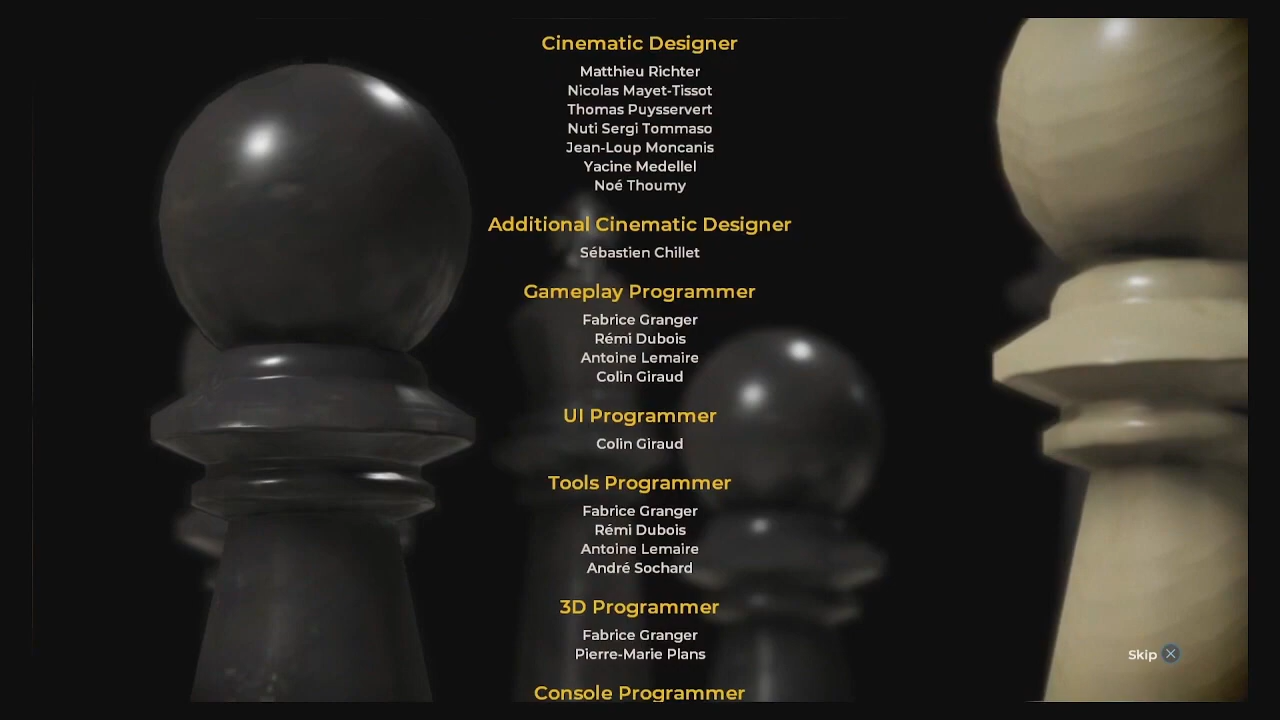 Cinematic Designer
Matthieu Richter
Nicolas Mayet-Tissot
Thomas Puysservert
Nuti Sergi Tommaso
Jean-Loup Moncanis
Yacine Medellel
Noé Thoumy
Additional Cinematic Designer
Sébastien Chillet
Gameplay Programmer
Fabrice Granger
Rémi Dubois
Antoine Lemaire
Colin Giraud
UI Programmer
Colin Giraud
Tools Programmer
Fabrice Granger
Rémi Dubois
Antoine Lemaire
André Sochard
3D Programmer
Fabrice Granger
Pierre-Marie Plans
Skip
Console Programmer